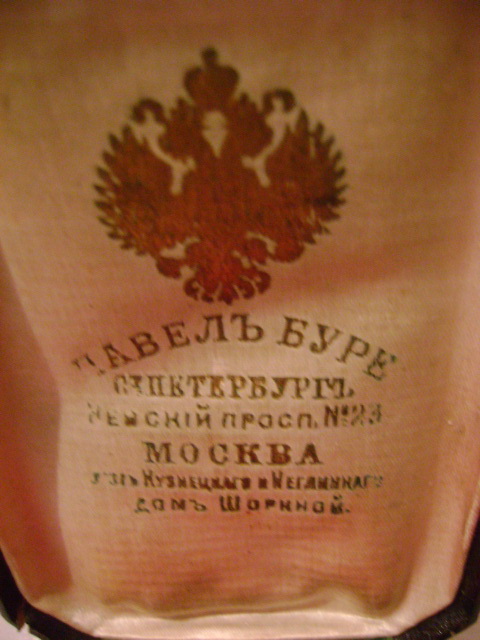 ПАВЕЛЪ БУРЕ
С.ПЕТЕРБУРГЪ,
НЕВСКІЙ ПРОСП. №23
МОСКВА
Кузнецкаго и Неглиннаго
домъ Шориной.